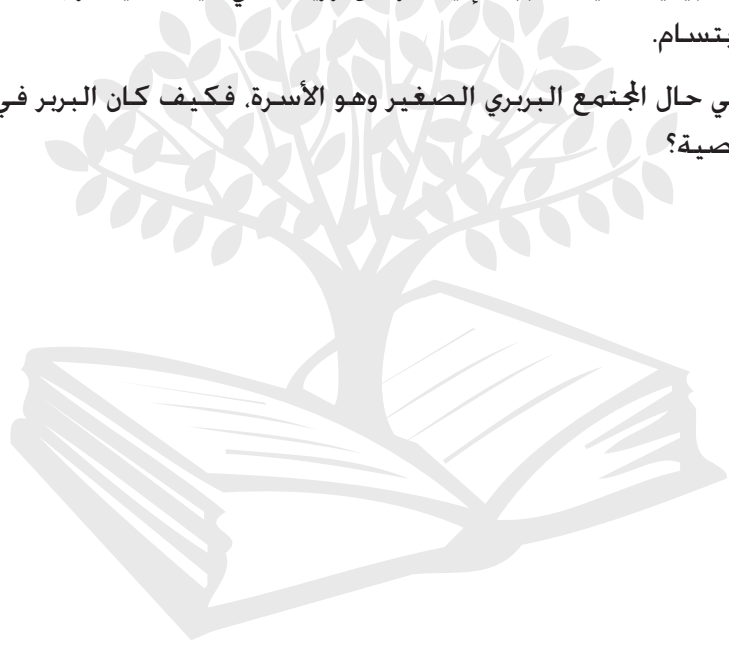 بتسام.
ي حال المجتمع البربري الصغير وهو الأسرة، فكيف كان البربر في
صية؟